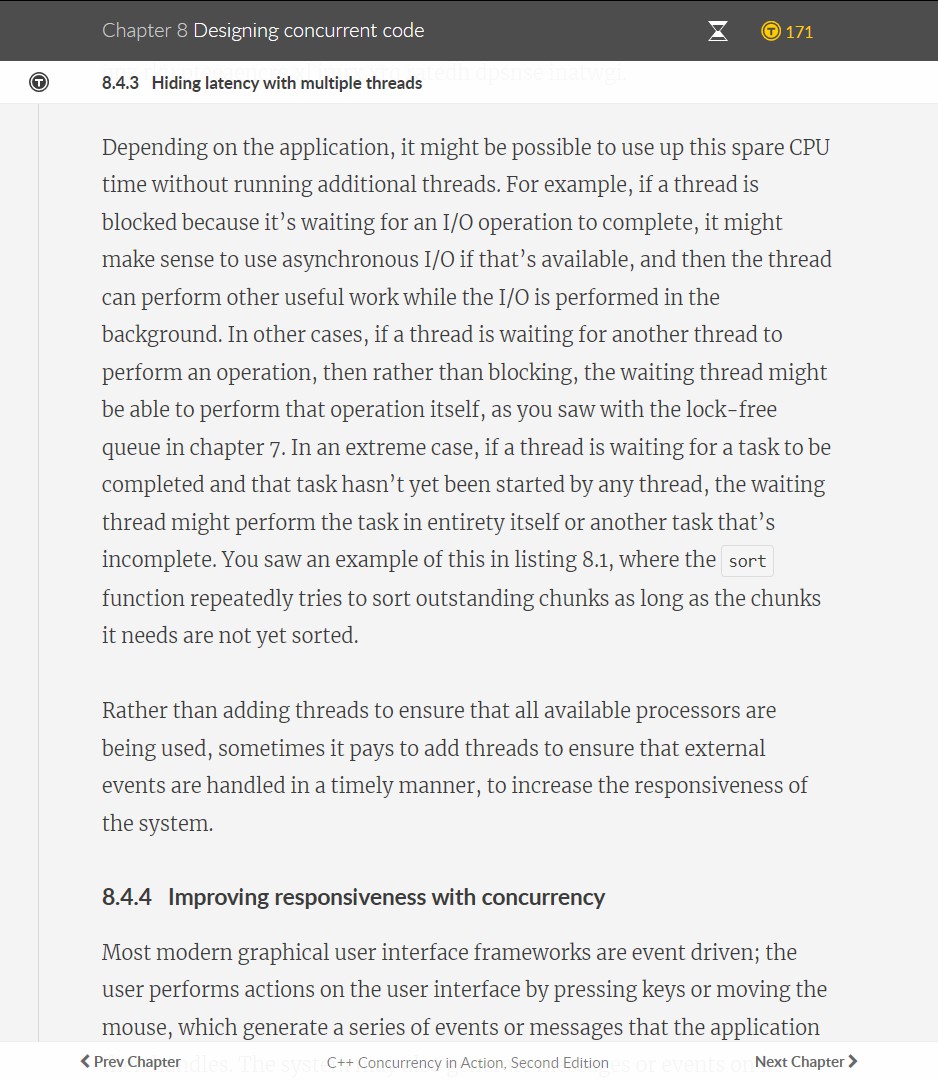 Chapter 8 Designing concurrent code
171
8.4.3 Hiding latency with multiple threads
Depending on the application, it might be possible to use up this spare CPU
time without running additional threads. For example, if a thread is
blocked because it’s waiting for an I/O operation to complete, it might
make sense to use asynchronous I/O if that’s available, and then the thread
can perform other useful work while the I/O is performed in the
background. In other cases, if a thread is waiting for another thread to
perform an operation, then rather than blocking, the waiting thread might
be able to perform that operation itself, as you saw with the lock-free
queue in chapter 7. In an extreme case, if a thread is waiting for a task to be
completed and that task hasn’t yet been started by any thread, the waiting
thread might perform the task in entirety itself or another task that’s
incomplete. You saw an example of this in listing 8.1, where the sort
function repeatedly tries to sort outstanding chunks as long as the chunks
it needs are not yet sorted.
Rather than adding threads to ensure that all available processors are
being used, sometimes it pays to add threads to ensure that external
events are handled in a timely manner, to increase the responsiveness of
the system.
8.4.4 Improving responsiveness with concurrency
Most modern graphical user interface frameworks are event driven; the
user performs actions on the user interface by pressing keys or moving the
mouse, which generate a series of events or messages that the application
Prev Chapter C++ Concurrency in Action, Second Edition Next Chapter